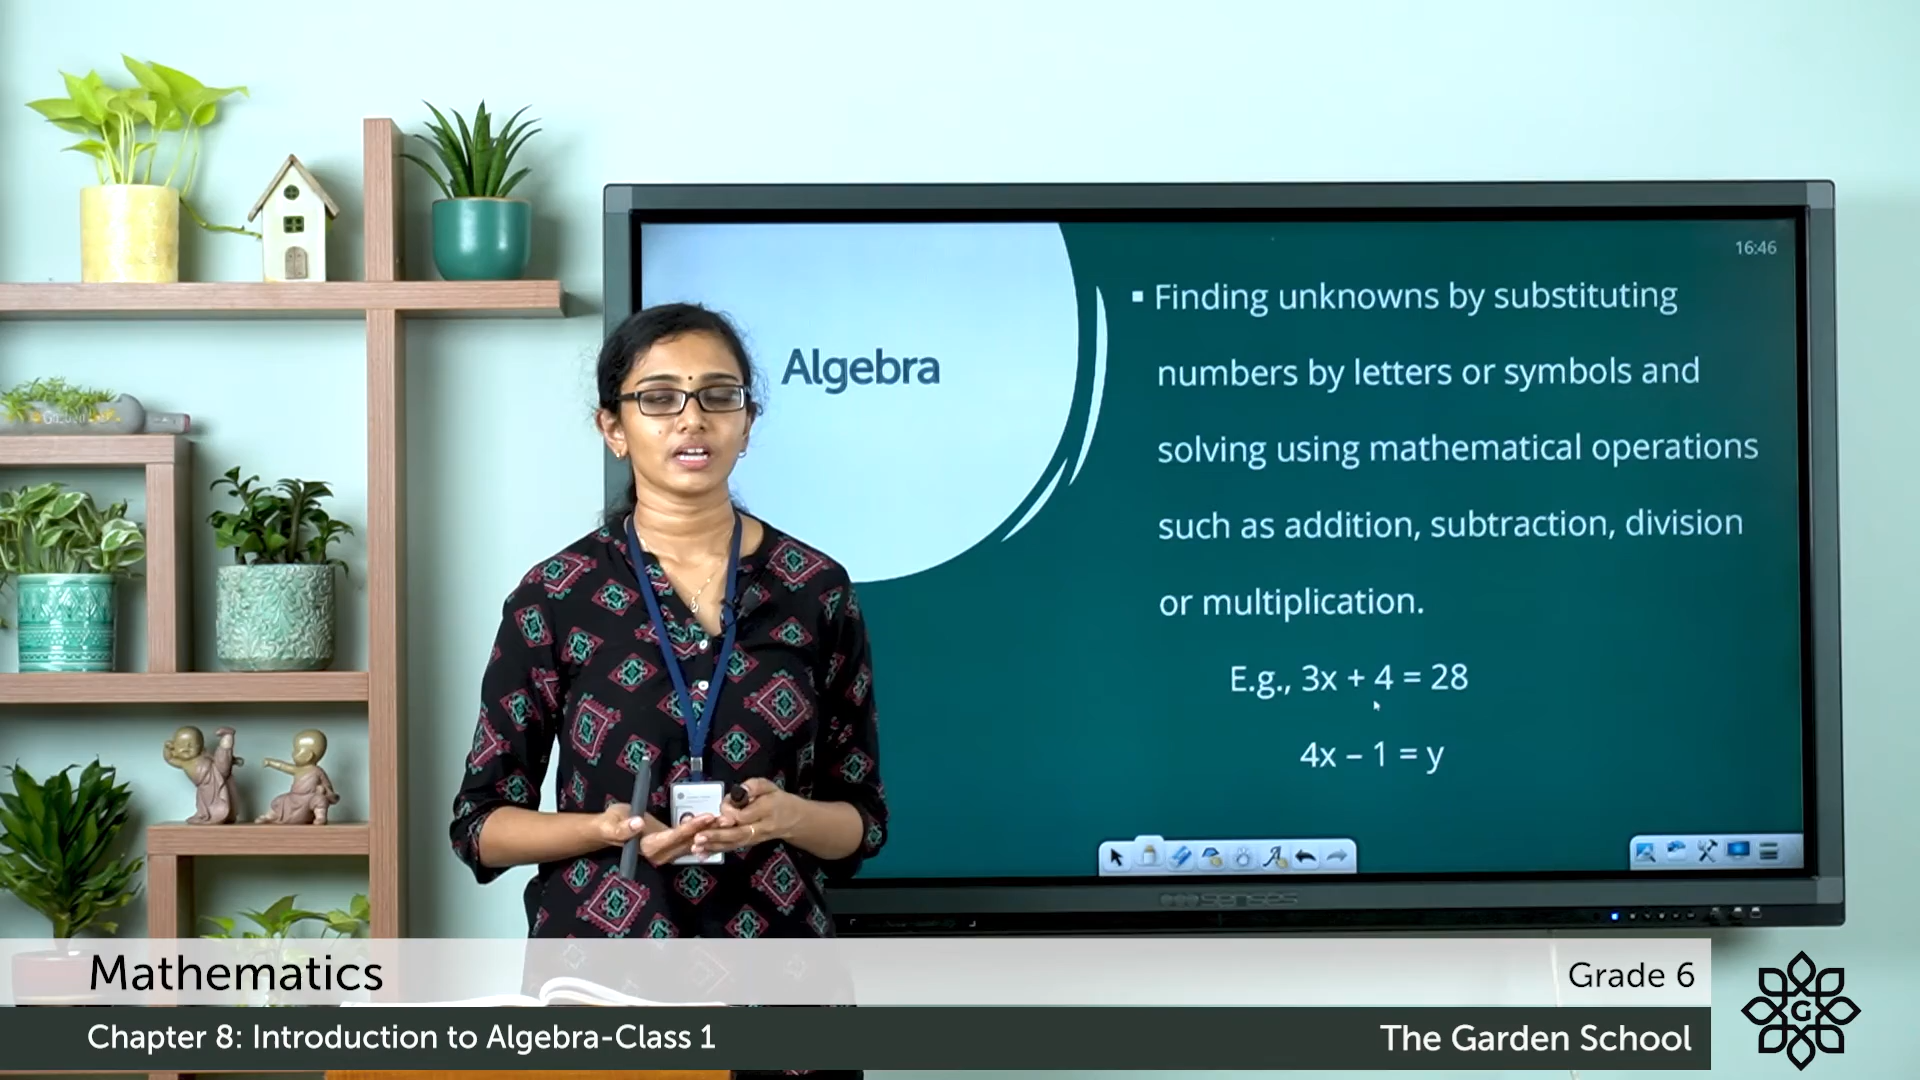 16:46
Algebra
▪ Finding unknowns by substituting
numbers by letters or symbols and
solving using mathematical operations
such as addition, subtraction, division
or multiplication.
E.g., 3x + 4 = 28
4x – 1 = y
senses
Mathematics
Grade 6
Chapter 8: Introduction to Algebra-Class 1
The Garden School
G